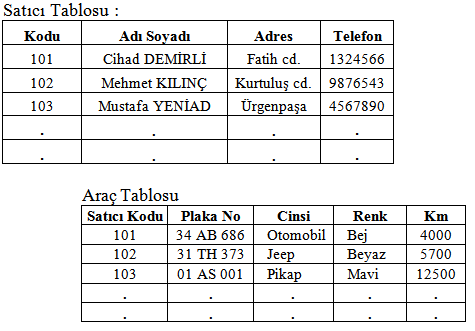 Satıcı Tablosu :
Kodu Adı Soyadı Adres Telefon
101 Cihad DEMİRLİ Fatih cd. 1324566
102 Mehmet KILINÇ Kurtuluş cd. 9876543
103 Mustafa YENİAD Ürgenpaşa 4567890
. . . .
. . . .
Araç Tablosu
Satıcı Kodu Plaka No Cinsi Renk Km
101 34 AB 686 Otomobil Bej 4000
102 31 TH 373 Jeep Beyaz 5700
103 01 AS 001 Pikap Mavi 12500
. . . . .
. . . . .